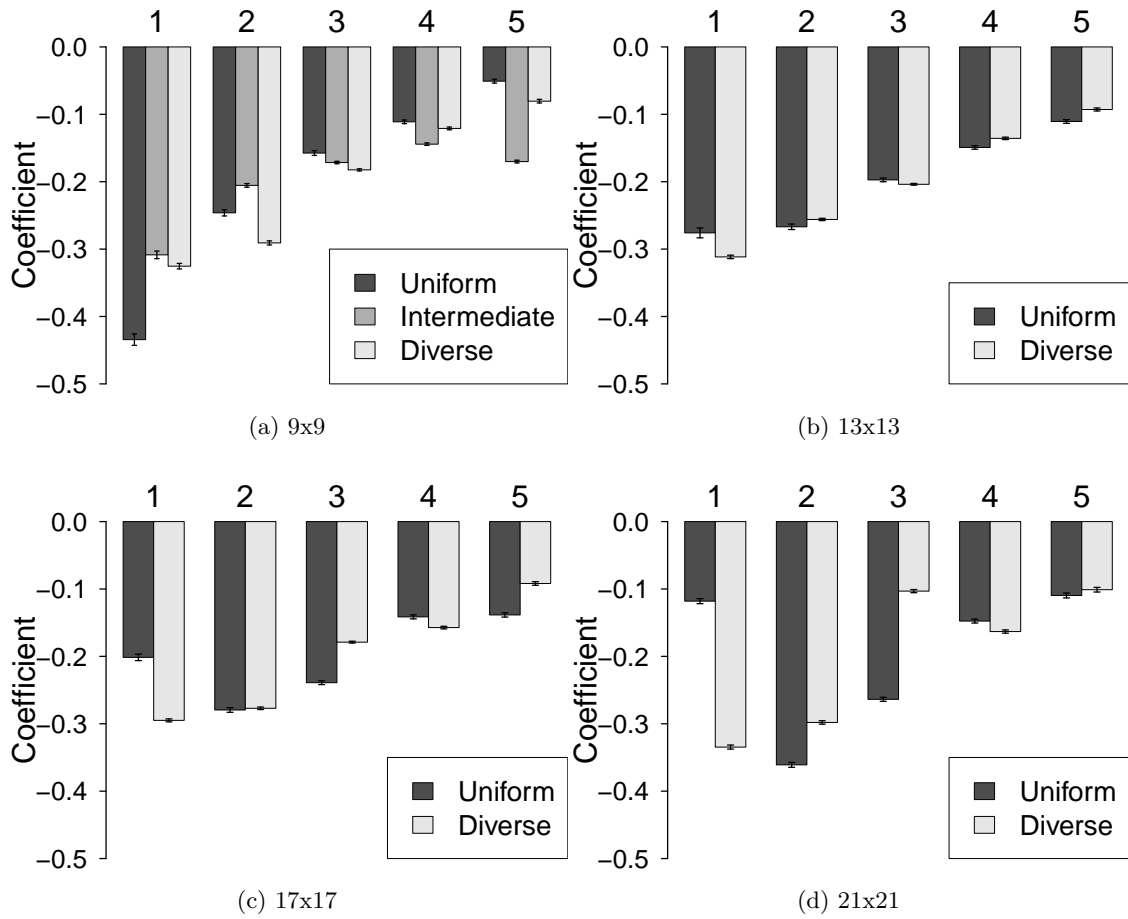 1 2 3 4 5
0.0
−0.1
−0.2
−0.3
−0.4
−0.5
Coefficient
Uniform
Intermediate
Diverse
(a) 9x9
1 2 3 4 5
0.0
−0.1
−0.2
−0.3
−0.4
−0.5
Coefficient
Uniform
Diverse
(b) 13x13
1 2 3 4 5
0.0
−0.1
−0.2
−0.3
−0.4
−0.5
Coefficient
Uniform
Diverse
(c) 17x17
1 2 3 4 5
0.0
−0.1
−0.2
−0.3
−0.4
−0.5
Coefficient
Uniform
Diverse
(d) 21x21